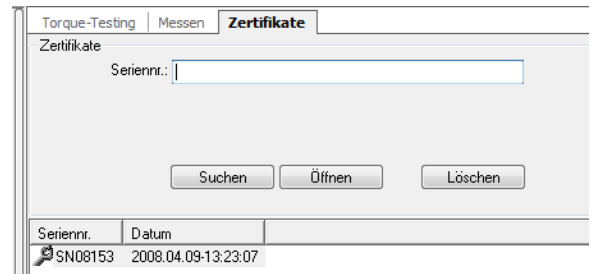 Torque-Testing Messen Zertifikate
Zertifikate
Seriennr.:
Suchen Öffnen Löschen
Seriennr. Datum
SN08153 2008.04.09-13:23:07